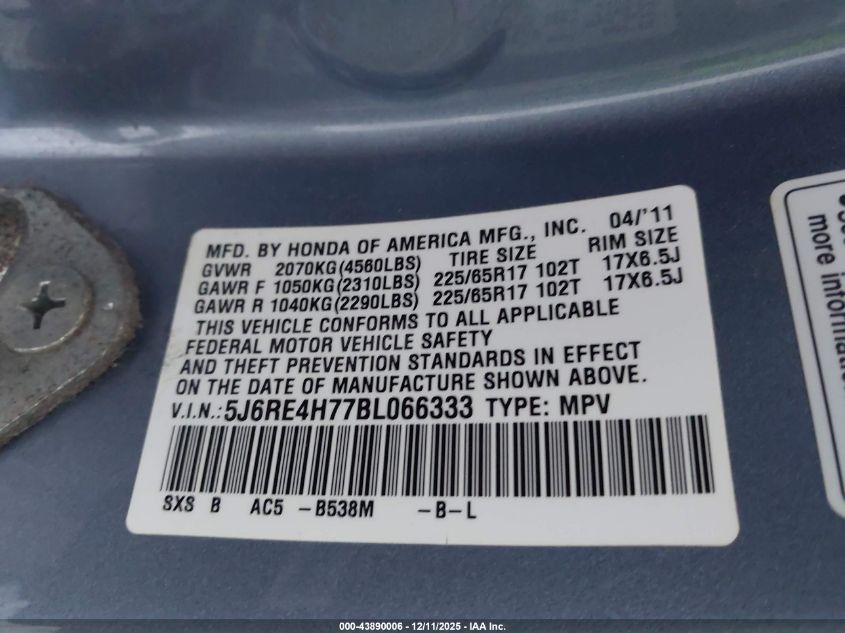 MFD. BY HONDA OF AMERICA MFG., INC. 04/'11
GVWR 2070KG(4560LBS) TIRE SIZE RIM SIZE
GAWR F 1050KG(2310LBS) 225/65R17 102T 17X6.5J
GAWR R 1040KG(2290LBS) 225/65R17 102T 17X6.5J
THIS VEHICLE CONFORMS TO ALL APPLICABLE
FEDERAL MOTOR VEHICLE SAFETY
AND THEFT PREVENTION STANDARDS IN EFFECT
ON THE DATE OF MANUFACTURE SHOWN ABOVE.
V.I.N.: 5J6RE4H77BL066333 TYPE: MPV
SXS B AC5 -B538M -B-L
more information
000-43890006 - 12/11/2025 - IAA Inc.